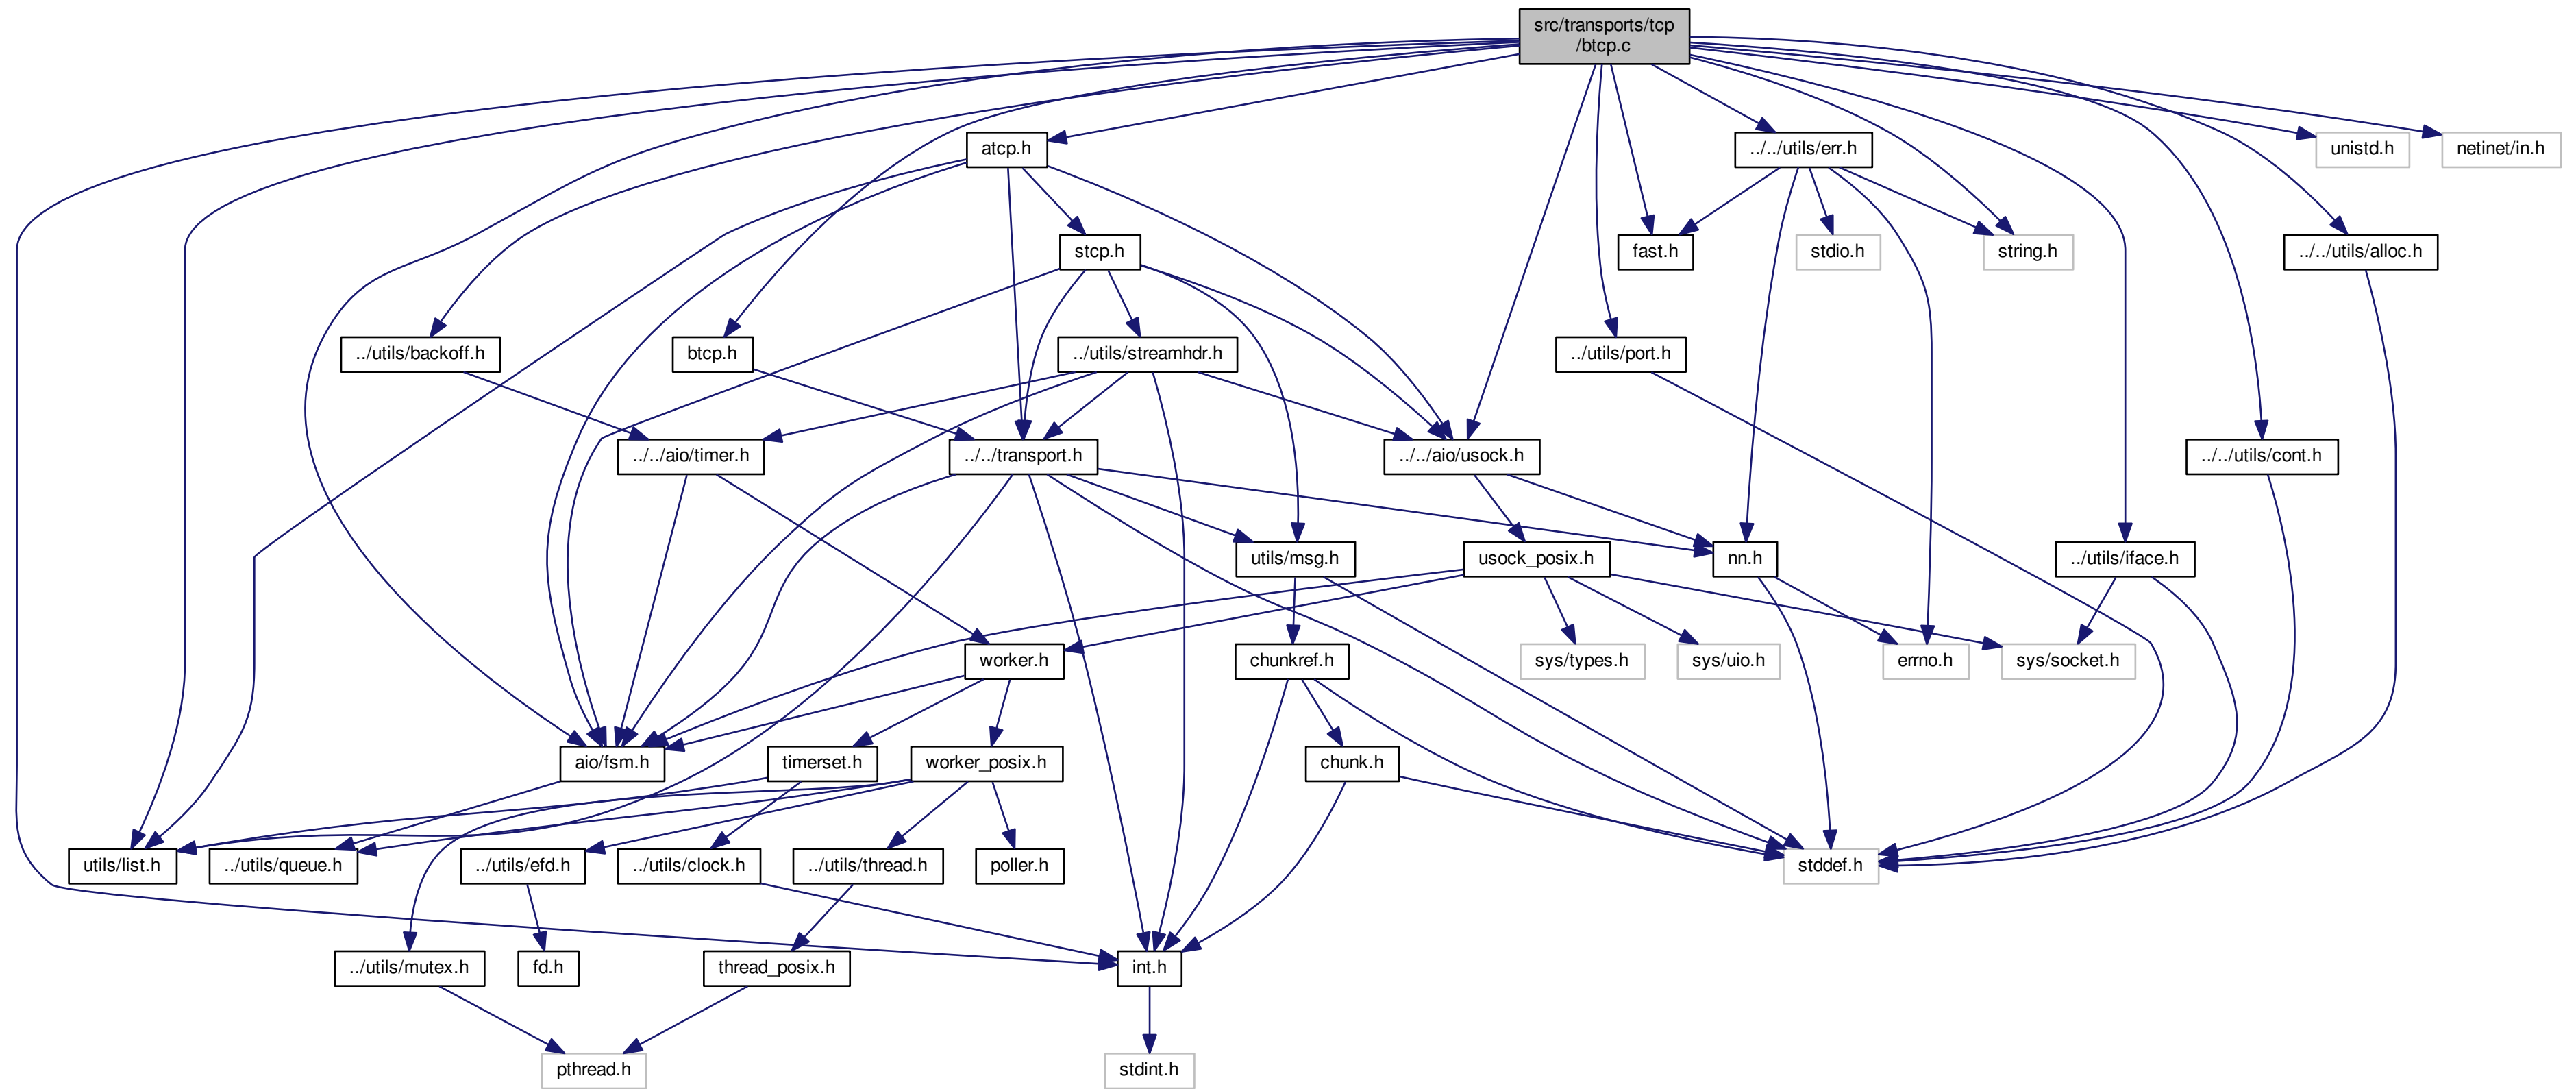 src/transports/tcp
/btcp.c
atcp.h
../../utils/err.h
unistd.h
netinet/in.h
stcp.h
fast.h
stdio.h
string.h
../../utils/alloc.h
../utils/backoff.h
btcp.h
../utils/streamhdr.h
../utils/port.h
../../aio/timer.h
../../transport.h
../../aio/usock.h
../../utils/cont.h
utils/msg.h
usock_posix.h
nn.h
../utils/iface.h
worker.h
chunkref.h
sys/types.h
sys/uio.h
errno.h
sys/socket.h
aio/fsm.h
timerset.h
worker_posix.h
chunk.h
utils/list.h
../utils/queue.h
../utils/efd.h
../utils/clock.h
../utils/thread.h
poller.h
stddef.h
../utils/mutex.h
fd.h
thread_posix.h
int.h
pthread.h
stdint.h